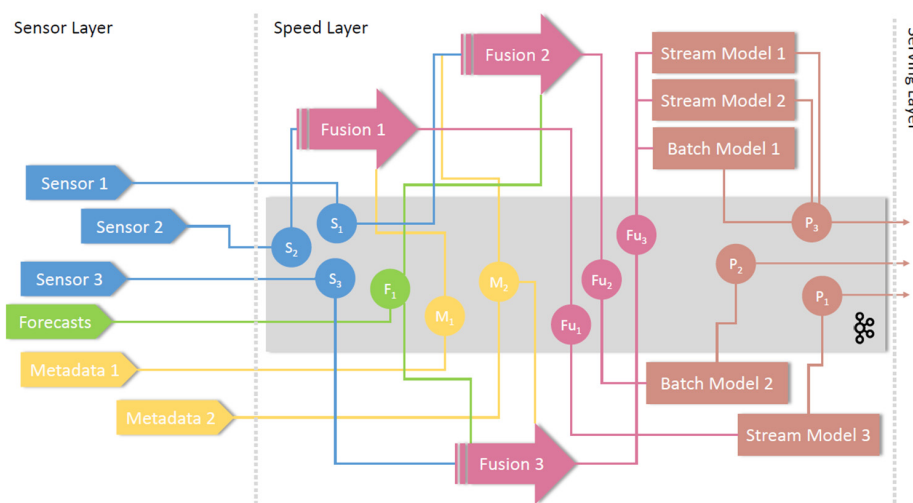 Sensor Layer
Speed Layer
Serving Layer
Fusion 2
Stream Model 1
Stream Model 2
Fusion 1
Batch Model 1
Sensor 1
Sensor 2
S₁
S₂
P₃
Fu₃
Sensor 3
S₃
F₁
M₂
Fu₂
P₂
P₁
Forecasts
M₁
Fu₁
Metadata 1
Batch Model 2
Metadata 2
Stream Model 3
Fusion 3